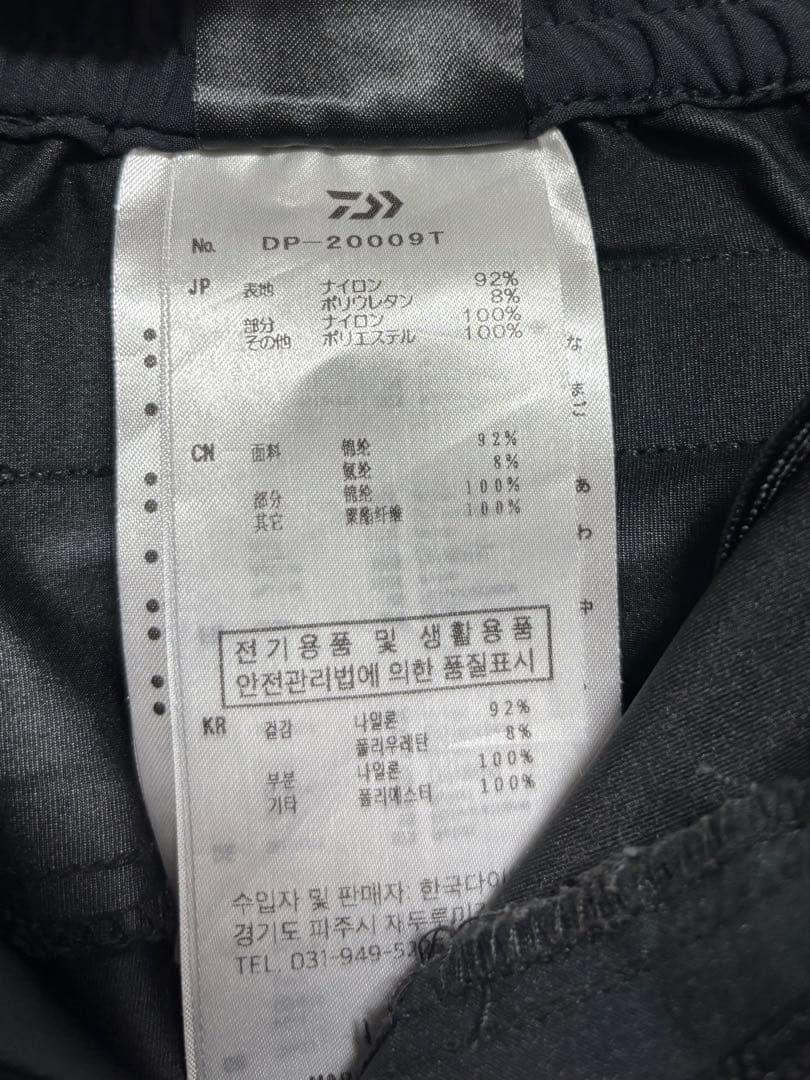 No. DP-20009T
JP 表地 ナイロン 92%
ポリウレタン 8%
部分 ナイロン 100%
その他 ポリエステル 100%
CN 面料 锦纶 92%
氨纶 8%
部分 锦纶 100%
其它 聚酯纤维 100%
전기용품 및 생활용품
안전관리법에 의한 품질표시
KR 겉감 나일론 92%
폴리우레탄 8%
부분 나일론 100%
기타 폴리에스터 100%
수입자 및 판매자: 한국다이
경기도 파주시 자두루미
TEL. 031-949-52